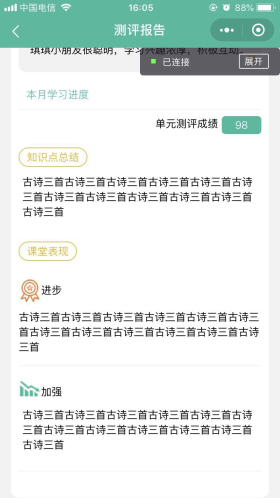 中国电信
16:05
88%
测评报告
琪琪小朋友很聪明，学习兴趣浓厚，积极互动。
已连接
展开
本月学习进度
单元测评成绩 98
知识点总结
古诗三首古诗三首古诗三首古诗三首古诗三首古诗
三首古诗三首古诗三首古诗三首古诗三首古诗三首
古诗三首
课堂表现
进步
古诗三首古诗三首古诗三首古诗三首古诗三首古诗三
首古诗三首古诗三首古诗三首古诗三首古诗三首古诗
三首
加强
古诗三首古诗三首古诗三首古诗三首古诗三首古诗
三首古诗三首古诗三首古诗三首古诗三首古诗三首
古诗三首